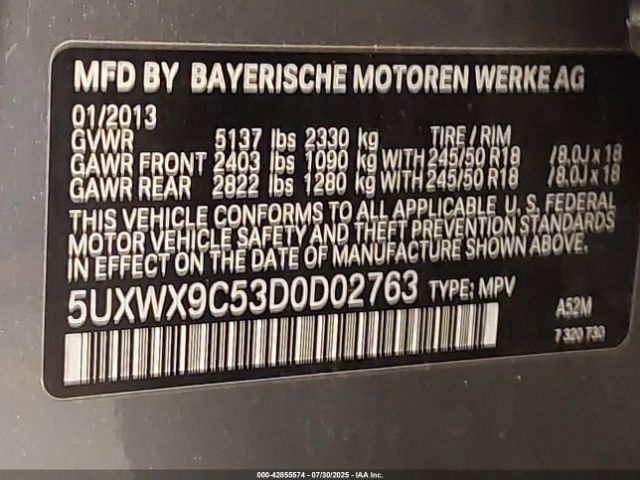 MFD BY BAYERISCHE MOTOREN WERKE AG
01/2013
GVWR 5137 lbs 2330 kg TIRE / RIM
GAWR FRONT 2403 lbs 1090 kg WITH 245/50 R18 /8.0J x 18
GAWR REAR 2822 lbs 1280 kg WITH 245/50 R18 /8.0J x 18
THIS VEHICLE CONFORMS TO ALL APPLICABLE U. S. FEDERAL
MOTOR VEHICLE SAFETY AND THEFT PREVENTION STANDARDS
IN EFFECT ON THE DATE OF MANUFACTURE SHOWN ABOVE.
5UXWX9C53D0D02763 TYPE: MPV A52M
7 320 730
000-42855574 - 07/30/2025 - IAA Inc.